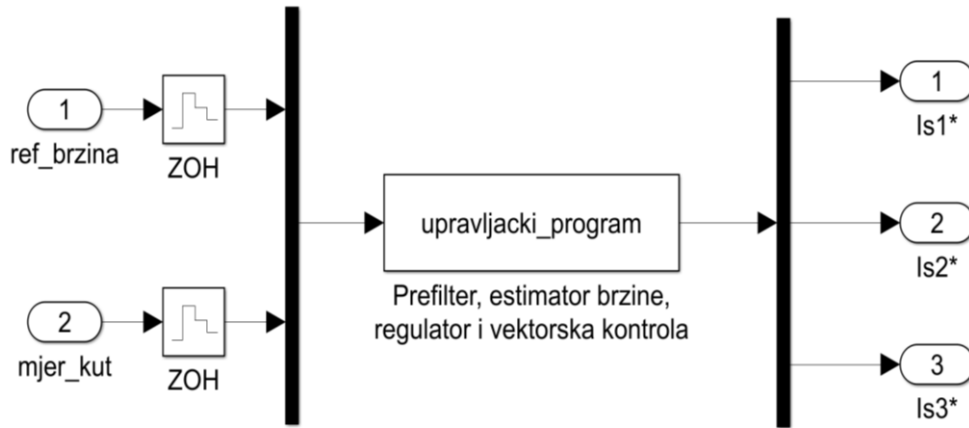 1
ref_brzina
ZOH
2
mjer_kut
ZOH
upravljacki_program
Prefilter, estimator brzine,
regulator i vektorska kontrola
1
Is1*
2
Is2*
3
Is3*